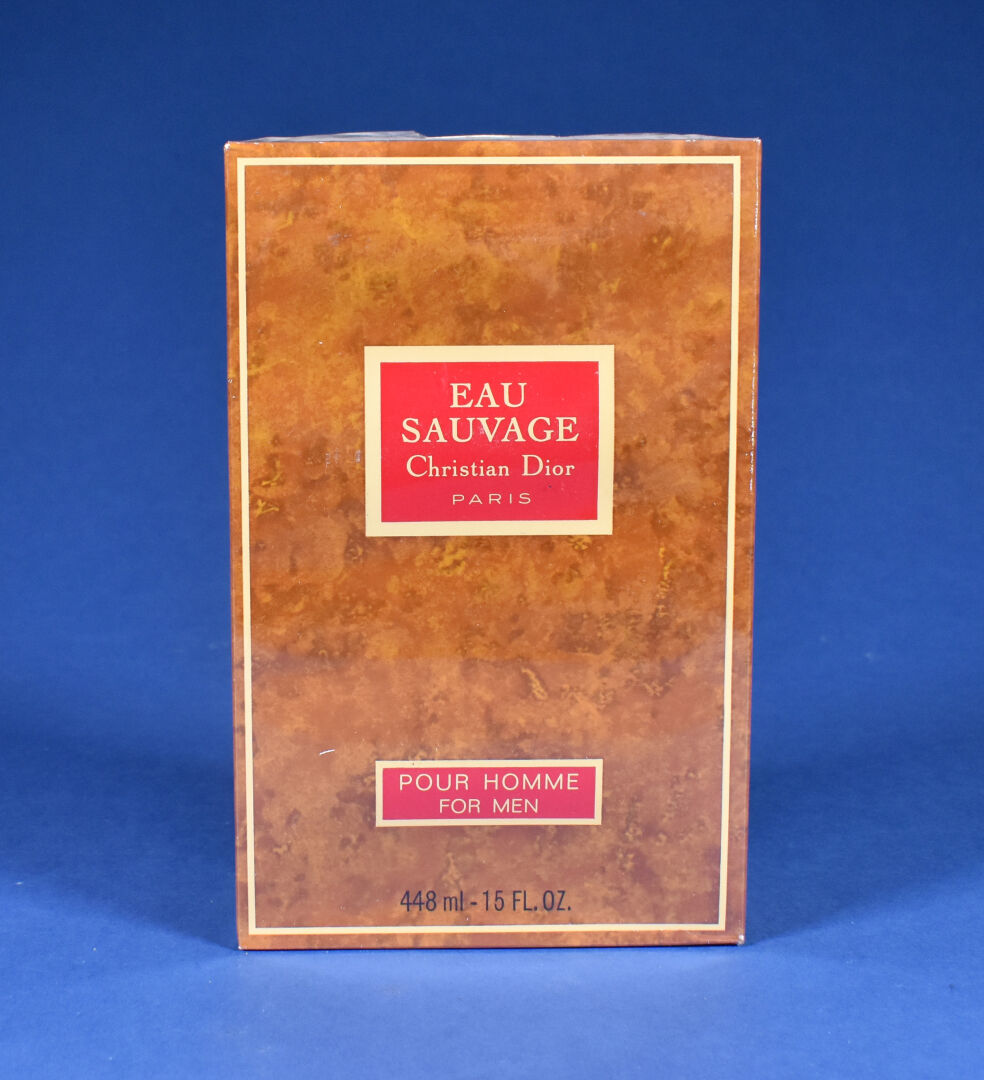 EAU
SAUVAGE
Christian Dior
PARIS
POUR HOMME
FOR MEN
448 ml - 15 FL. OZ.